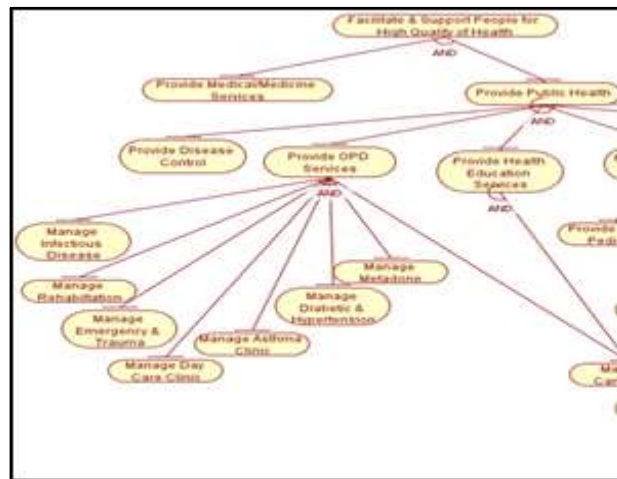 Facilitate & Support People for
High Quality of Health
AND
Provide Medical/Medicine
Services
Provide Public Health
AND
Provide Disease
Control
Provide OPD
Services
AND
Provide Health
Education
Services
AND
Manage
Infectious
Disease
Manage
Rehabilitation
Manage
Emergency &
Trauma
Manage Day
Care Clinic
Manage Asthma
Clinic
Manage
Diabetic
& Hypertension
Manage
Metadone
Provide